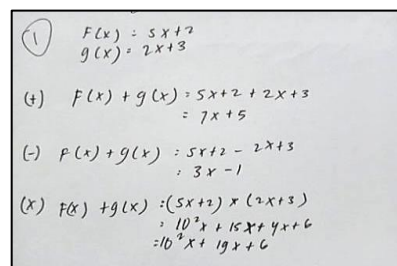 1 F(x) = 5x+2
g(x) = 2x+3
(+) F(x) + g(x) = 5x+2 + 2x+3
= 7x+5
(-) F(x) + g(x) = 5x+2 - 2x+3
= 3x-1
(x) F(x) + g(x) = (5x+2) x (2x+3)
= 10²x + 15x + 4x + 6
= 10²x + 19x + 6